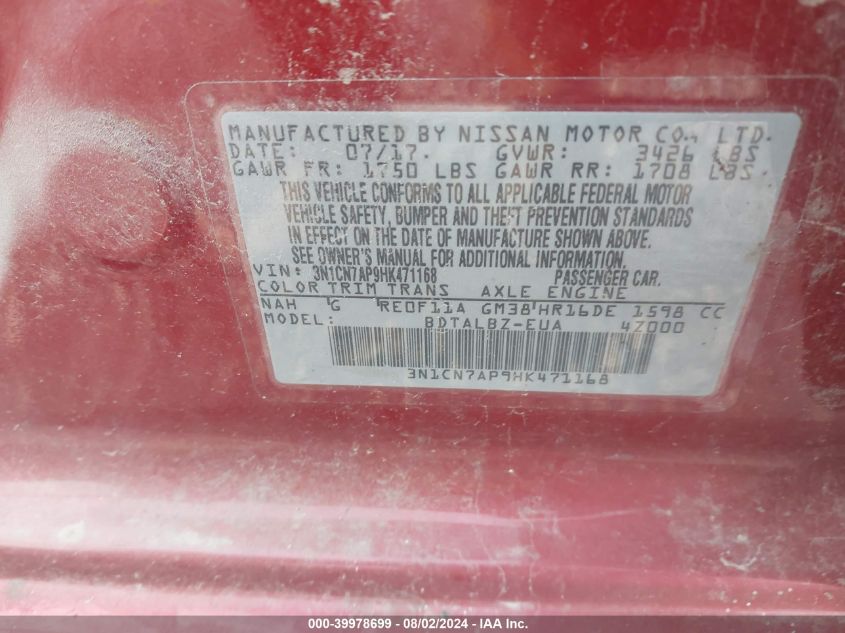 MANUFACTURED BY NISSAN MOTOR CO., LTD.
DATE: 07/17. GVWR: 3426 LBS
GAWR FR: 1750 LBS GAWR RR: 1708 LBS
THIS VEHICLE CONFORMS TO ALL APPLICABLE FEDERAL MOTOR
VEHICLE SAFETY, BUMPER AND THEFT PREVENTION STANDARDS
IN EFFECT ON THE DATE OF MANUFACTURE SHOWN ABOVE.
SEE OWNER'S MANUAL FOR ADDITIONAL INFORMATION.
VIN: 3N1CN7AP9HK471168 PASSENGER CAR.
COLOR TRIM TRANS AXLE ENGINE
NAH G RE0F11A GM38 HR16DE 1598 CC
MODEL: BDTALBZ-EUA 4Z000
3N1CN7AP9HK471168
000-39978699 // 08/02/2024 - IAA Inc.